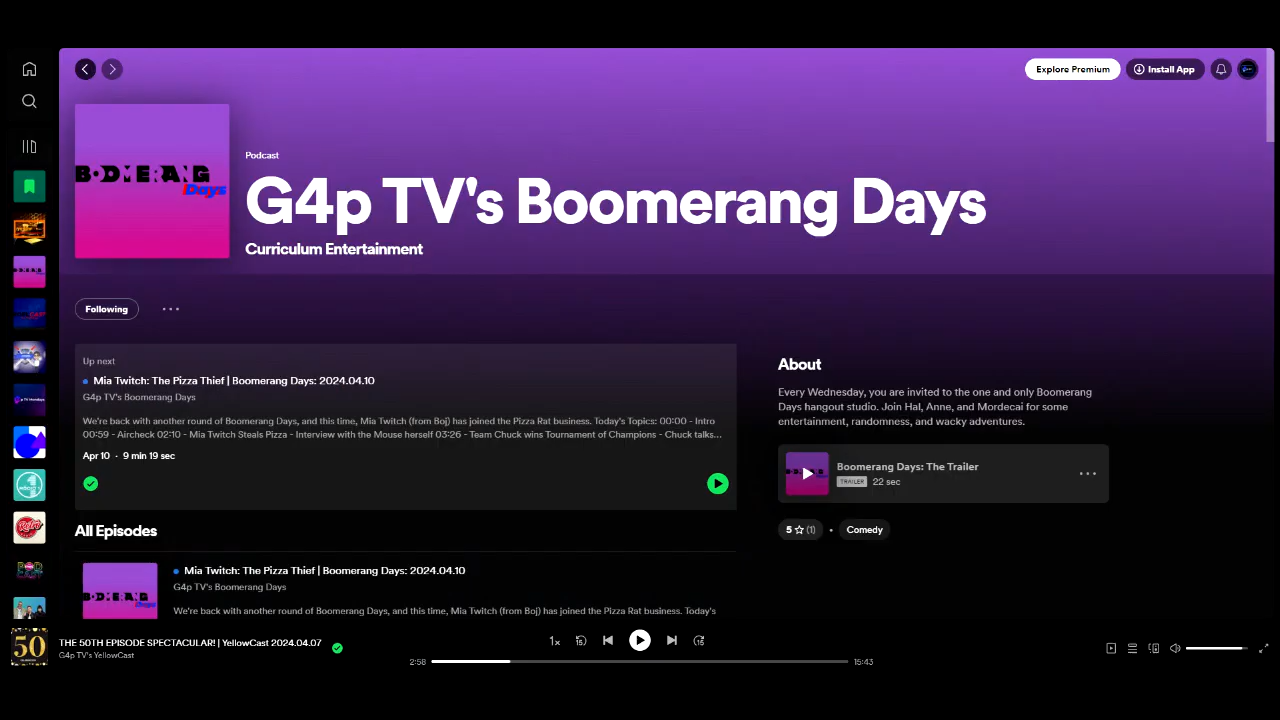 Explore Premium
Install App
Podcast
G4p TV's Boomerang Days
Curriculum Entertainment
BOOMERANG
Days
Following
Up next
Mia Twitch: The Pizza Thief | Boomerang Days: 2024.04.10
G4p TV's Boomerang Days
We're back with another round of Boomerang Days, and this time, Mia Twitch (from Boj) has joined the Pizza Rat business. Today's Topics: 00:00 - Intro
00:59 - Aircheck 02:10 - Mia Twitch Steals Pizza - Interview with the Mouse herself 03:26 - Team Chuck wins Tournament of Champions - Chuck talks...
Apr 10 · 9 min 19 sec
About
Every Wednesday, you are invited to the one and only Boomerang
Days hangout studio. Join Hal, Anne, and Mordecai for some
entertainment, randomness, and wacky adventures.
Boomerang Days: The Trailer
TRAILER 22 sec
5 (1) • Comedy
All Episodes
BOOMERANG
Days
Mia Twitch: The Pizza Thief | Boomerang Days: 2024.04.10
G4p TV's Boomerang Days
We're back with another round of Boomerang Days, and this time, Mia Twitch (from Boj) has joined the Pizza Rat business. Today's
50
THE 50TH EPISODE SPECTACULAR! | YellowCast 2024.04.07
G4p TV's YellowCast
1x
15
15
2:58
15:43